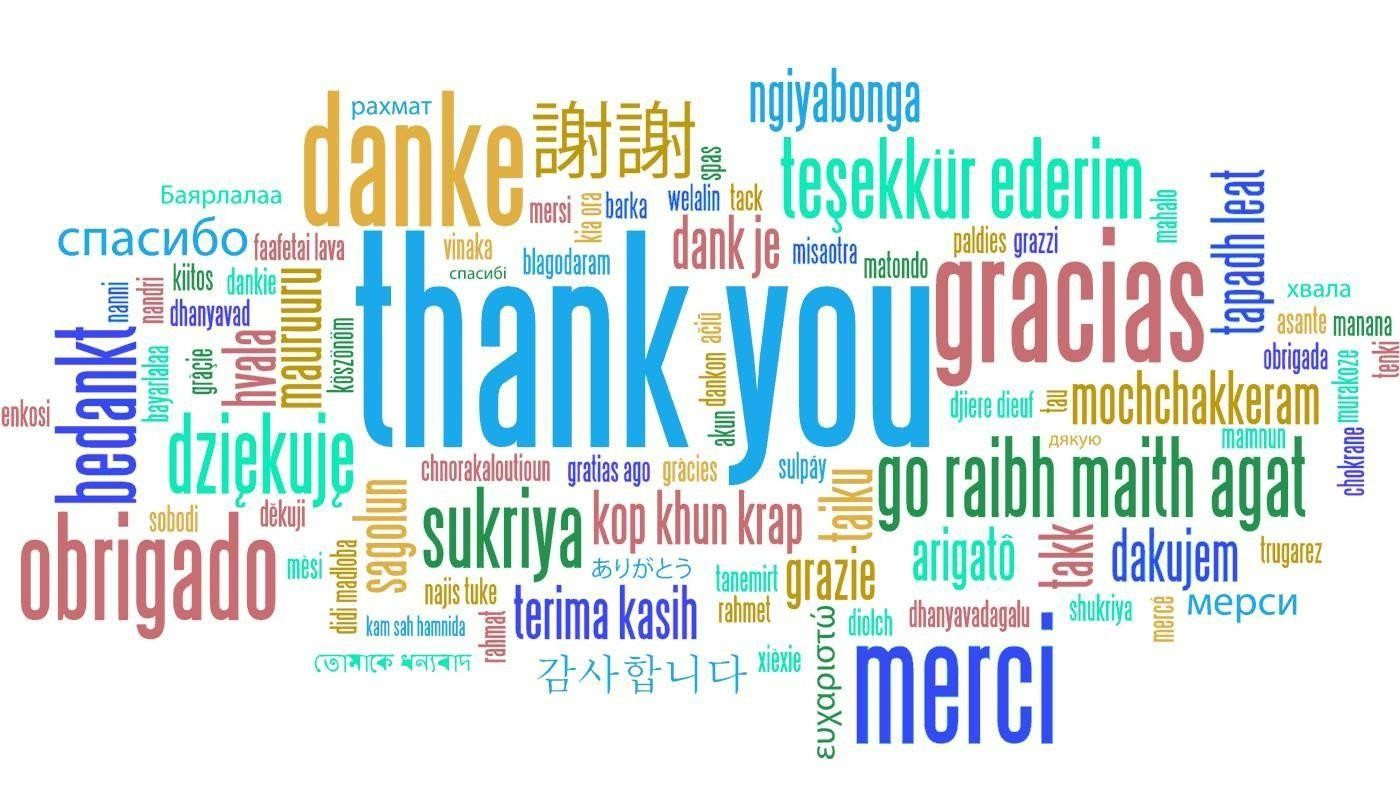 ngiyabonga
рахмат
danke
謝謝
spas
teşekkür ederim
tapadh leat
Баярлалаа
mersi
kia ora
barka
welalin
tack
mahalo
спасибо
faafetai lava
vinaka
спасибі
blagodaram
dank je
misaotra
matondo
paldies
grazzi
thank you
gracias
nanni
nandri
kiitos
dankie
dhanyavad
mauruuru
хвала
asante
manana
obrigada
tenki
bedankt
bayarlalaa
gràçie
hvala
köszönöm
ačiū
dankon
akun
djiere dieuf
tau
mochchakkeram
murakoze
enkosi
dziękuję
chnorakaloutioun
gratias ago
gràcies
sulpáy
дякую
mamnun
chokrane
go raibh maith agat
sobodi
děkuji
sagolun
sukriya
kop khun krap
taiku
obrigado
mèsi
didi madloba
najis tuke
ありがとう
tanemirt
grazie
arigatô
takk
dakujem
trugarez
kam sah hamnida
rahmat
terima kasih
rahmet
ευχαριστώ
diolch
dhanyavadagalu
shukriya
mercé
мерси
তোমাকে ধন্যবাদ
감사합니다
xièxie
merci